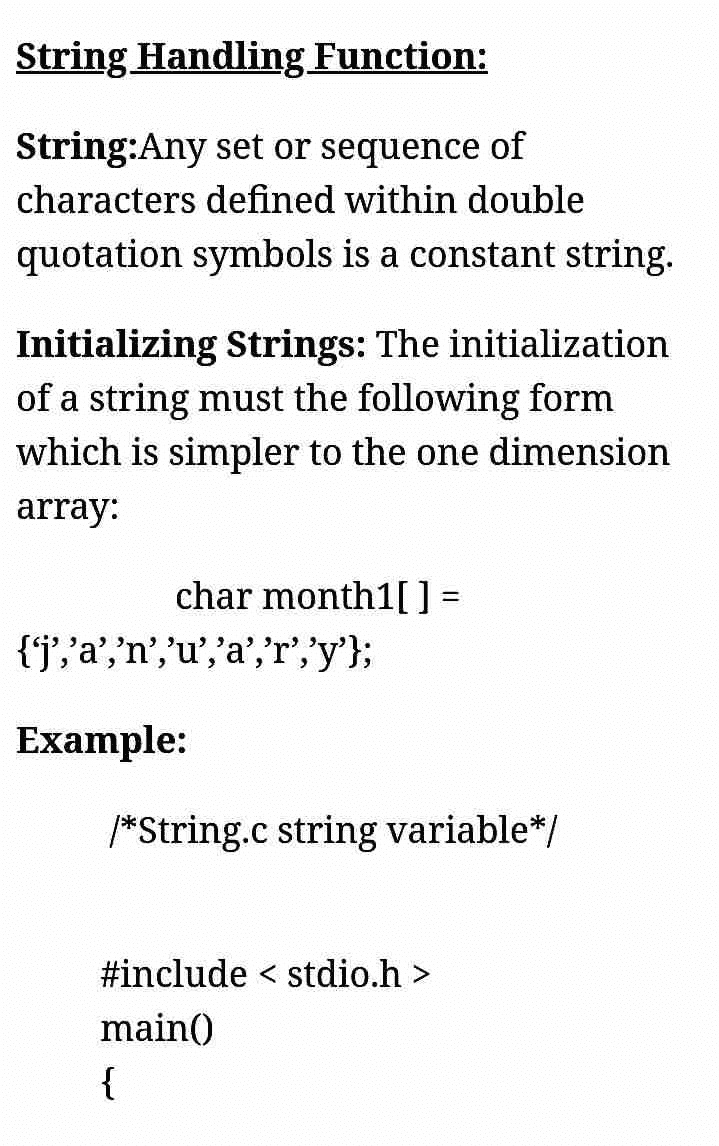 String Handling Function:
String:Any set or sequence of
characters defined within double
quotation symbols is a constant string.
Initializing Strings: The initialization
of a string must the following form
which is simpler to the one dimension
array:
char month1[ ] =
{‘j’,’a’,’n’,’u’,’a’,’r’,’y’};
Example:
/*String.c string variable*/
#include < stdio.h >
main()
{